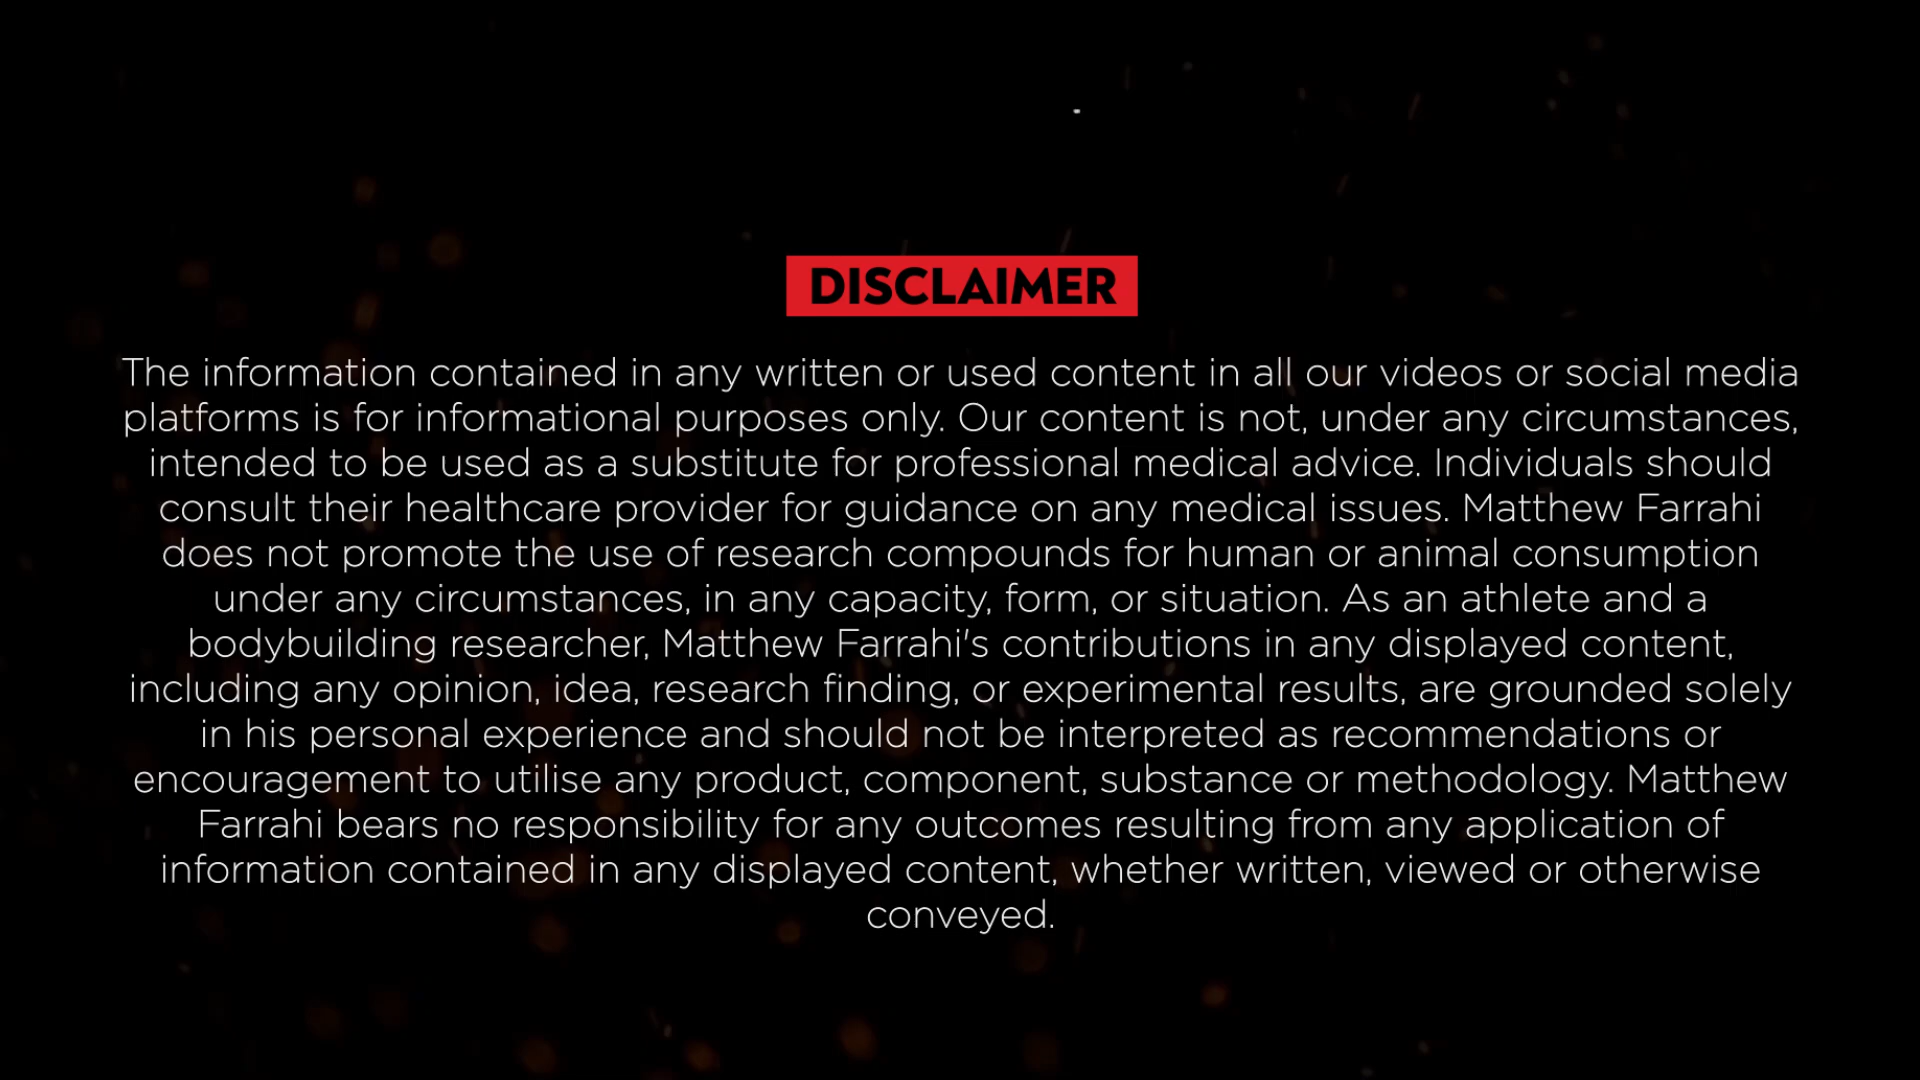 DISCLAIMER
The information contained in any written or used content in all our videos or social media
platforms is for informational purposes only. Our content is not, under any circumstances,
intended to be used as a substitute for professional medical advice. Individuals should
consult their healthcare provider for guidance on any medical issues. Matthew Farrahi
does not promote the use of research compounds for human or animal consumption
under any circumstances, in any capacity, form, or situation. As an athlete and a
bodybuilding researcher, Matthew Farrahi's contributions in any displayed content,
including any opinion, idea, research finding, or experimental results, are grounded solely
in his personal experience and should not be interpreted as recommendations or
encouragement to utilise any product, component, substance or methodology. Matthew
Farrahi bears no responsibility for any outcomes resulting from any application of
information contained in any displayed content, whether written, viewed or otherwise
conveyed.